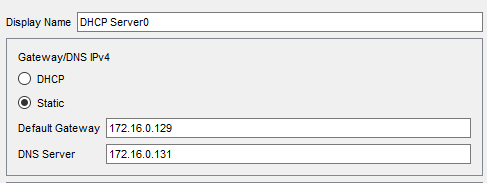 Display Name DHCP Server0
Gateway/DNS IPv4
DHCP
Static
Default Gateway 172.16.0.129
DNS Server 172.16.0.131